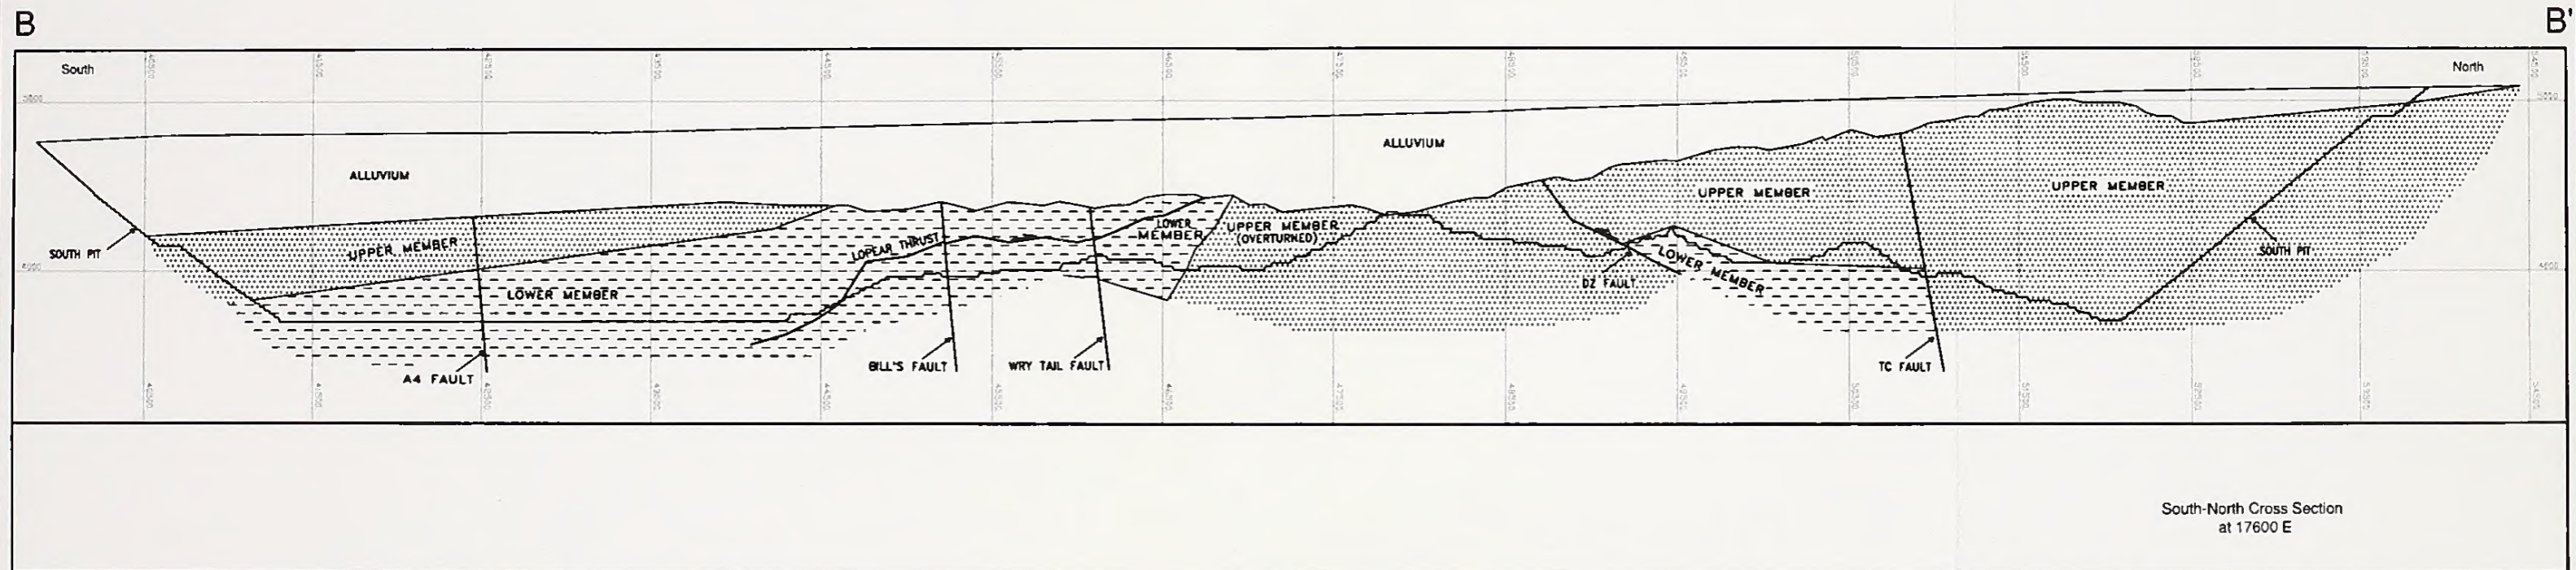 B
B'
South
North
ALLUVIUM
ALLUVIUM
UPPER MEMBER
UPPER MEMBER
LOWER
MEMBER
UPPER MEMBER
(OVERTURNED)
UPPER MEMBER
LOPEAR THRUST
SOUTH PIT
SOUTH PIT
LOWER MEMBER
DZ FAULT
LOWER MEMBER
A4 FAULT
BILL'S FAULT
WRY TAIL FAULT
TC FAULT
South-North Cross Section
at 17600 E